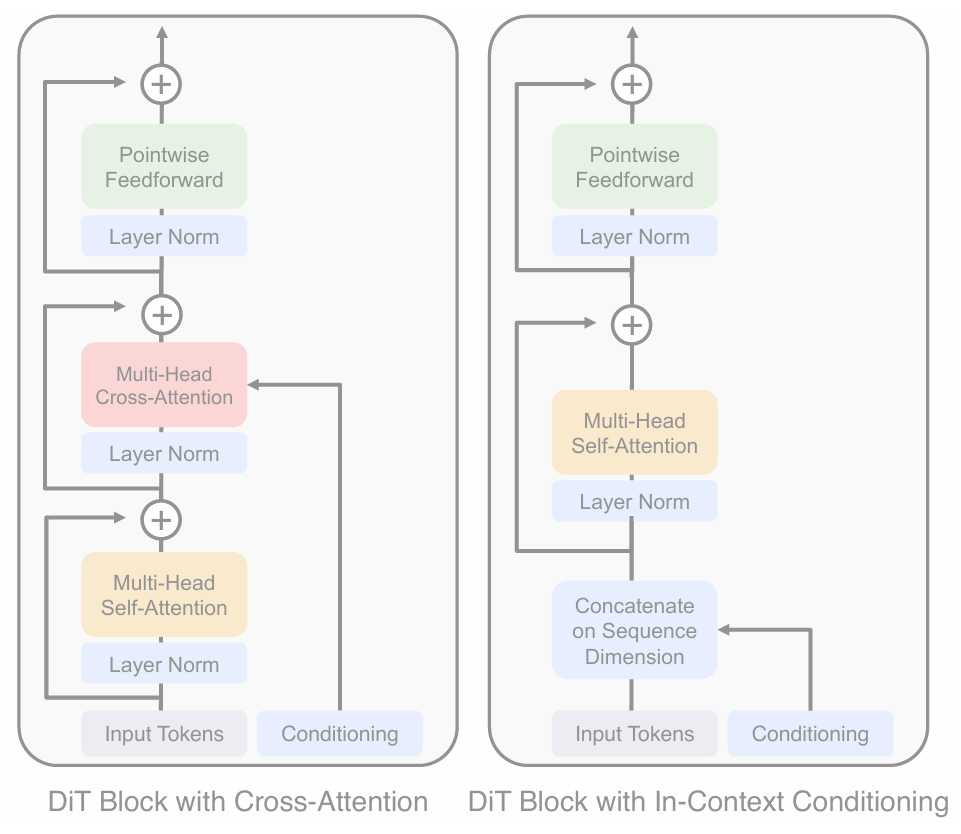 Pointwise
Feedforward
Layer Norm
Multi-Head
Cross-Attention
Layer Norm
Multi-Head
Self-Attention
Layer Norm
Input Tokens
Conditioning
DiT Block with Cross-Attention
Pointwise
Feedforward
Layer Norm
Multi-Head
Self-Attention
Layer Norm
Concatenate
on Sequence
Dimension
Input Tokens
Conditioning
DiT Block with In-Context Conditioning